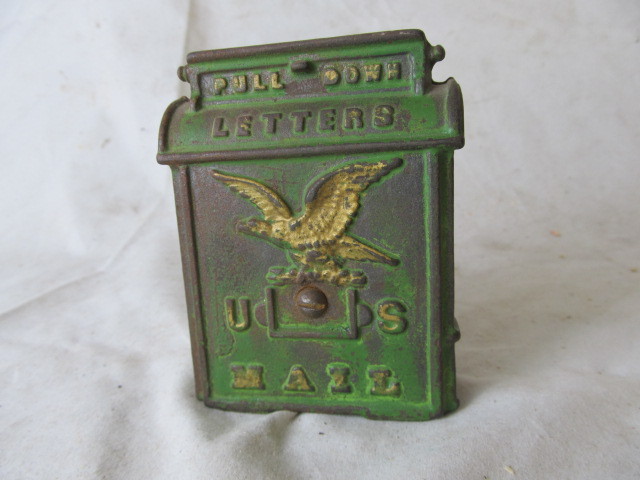 PULL DOWN
LETTERS
U S
MAIL